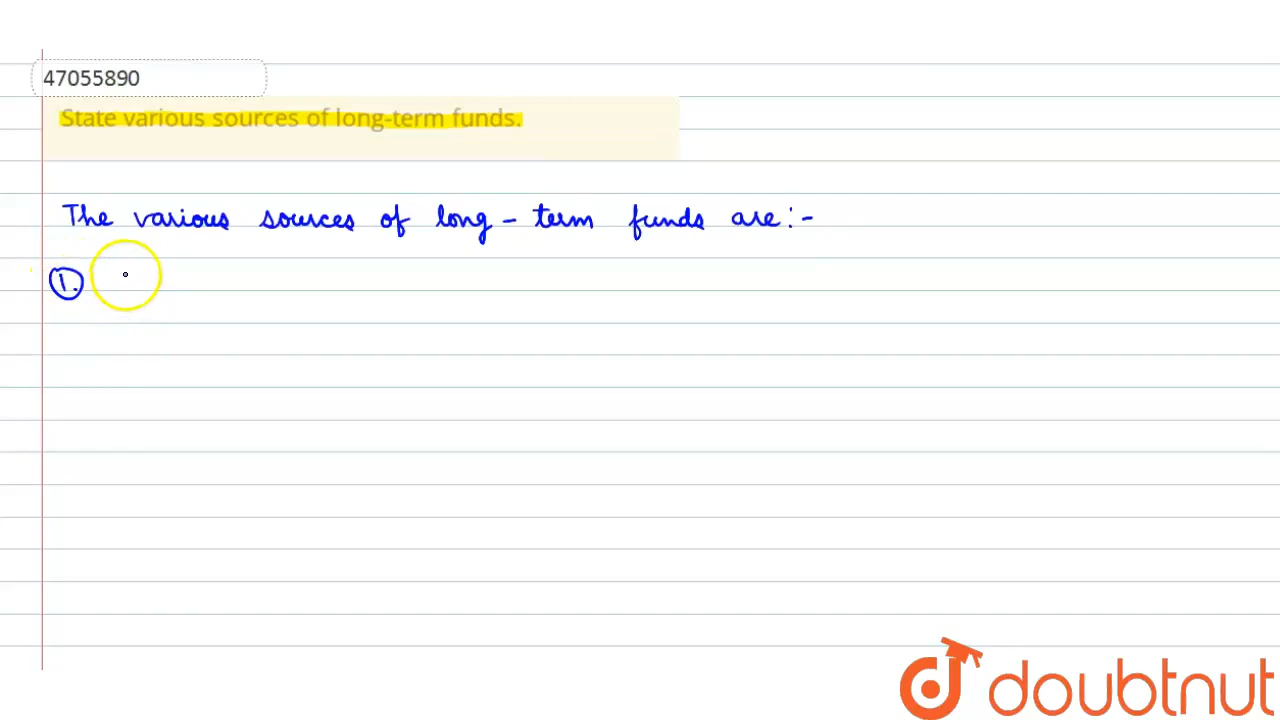 47055890
State various sources of long-term funds.
The various sources of long-term funds are:-
1.
doubtnut